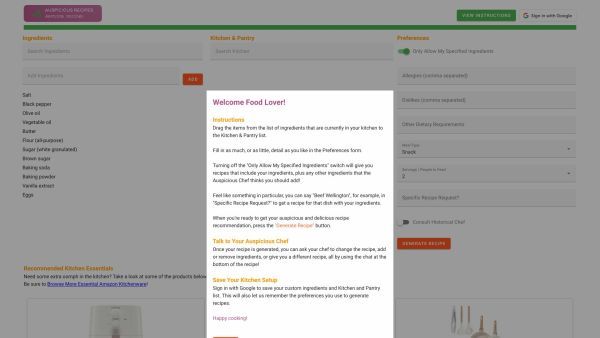 AUSPICIOUS RECIPES
VIEW INSTRUCTIONS
Sign in with Google
Ingredients
Kitchen & Pantry
Preferences
Search Ingredients
Search Kitchen
Only Allow My Specified Ingredients
Add Ingredients
ADD
Allergies (comma separated)
Salt
Black pepper
Olive oil
Vegetable oil
Butter
Flour (all-purpose)
Sugar (white granulated)
Brown sugar
Baking soda
Baking powder
Vanilla extract
Eggs
Dislikes (comma separated)
Other Dietary Requirements
Meal Type
Snack
Servings / People to Feed
2
Specific Recipe Request?
Consult Historical Chef
GENERATE RECIPE
Welcome Food Lover!
Instructions
Drag the items from the list of ingredients that are currently in your kitchen to
the Kitchen & Pantry list.
Fill in as much, or as little, detail as you like in the Preferences form.
Turning off the "Only Allow My Specified Ingredients" switch will give you
recipes that include your ingredients, plus any other ingredients that the
Auspicious Chef thinks you should add!
Feel like something in particular, you can say "Beef Wellington", for example, in
"Specific Recipe Request?" to get a recipe for that dish with your ingredients.
When you're ready to get your auspicious and delicious recipe
recommendation, press the "Generate Recipe" button.
Talk to Your Auspicious Chef
Once your recipe is generated, you can ask your chef to change the recipe, add
or remove ingredients, or give you a different recipe, all by using the chat at the
bottom of the recipe!
Save Your Kitchen Setup
Sign in with Google to save your custom ingredients and Kitchen and Pantry
list. This will also let us remember the preferences you use to generate
recipes.
Happy cooking!
Recommended Kitchen Essentials
Need some extra oomph in the kitchen? Take a look at some of the products below
Be sure to Browse More Essential Amazon Kitchenware!